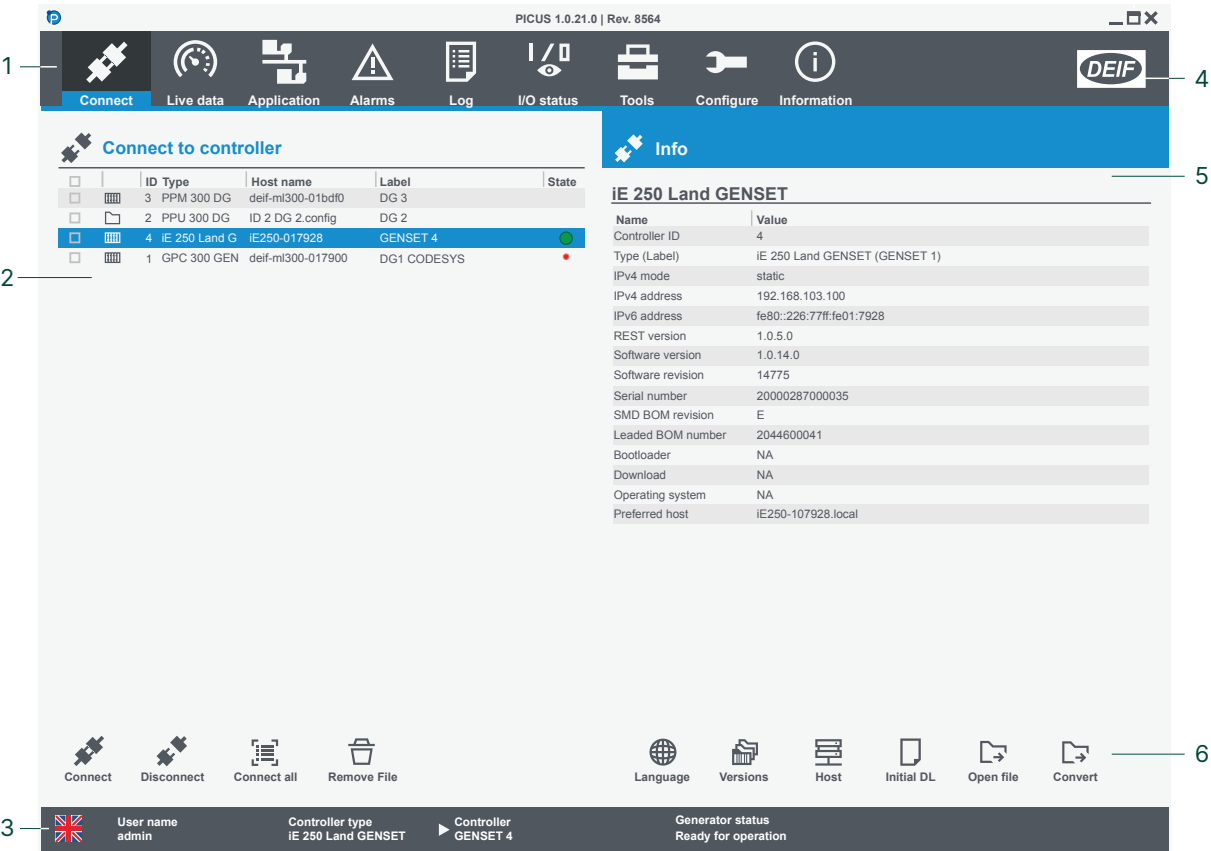 PICUS 1.0.21.0 | Rev. 8564
1
Connect Live data Application Alarms Log I/O status Tools Configure Information
DEIF
4
Connect to controller
ID Type Host name Label State
3 PPM 300 DG deif-ml300-01bdf0 DG 3
2 PPU 300 DG ID 2 DG 2.config DG 2
4 iE 250 Land G iE250-017928 GENSET 4
1 GPC 300 GEN deif-ml300-017900 DG1 CODESYS
2
Info
5
iE 250 Land GENSET
Name Value
Controller ID 4
Type (Label) iE 250 Land GENSET (GENSET 1)
IPv4 mode static
IPv4 address 192.168.103.100
IPv6 address fe80::226:77ff:fe01:7928
REST version 1.0.5.0
Software version 1.0.14.0
Software revision 14775
Serial number 20000287000035
SMD BOM revision E
Leaded BOM number 2044600041
Bootloader NA
Download NA
Operating system NA
Preferred host iE250-107928.local
Connect Disconnect Connect all Remove File
Language Versions Host Initial DL Open file Convert
6
3
User name Controller type Controller Generator status
admin iE 250 Land GENSET GENSET 4 Ready for operation